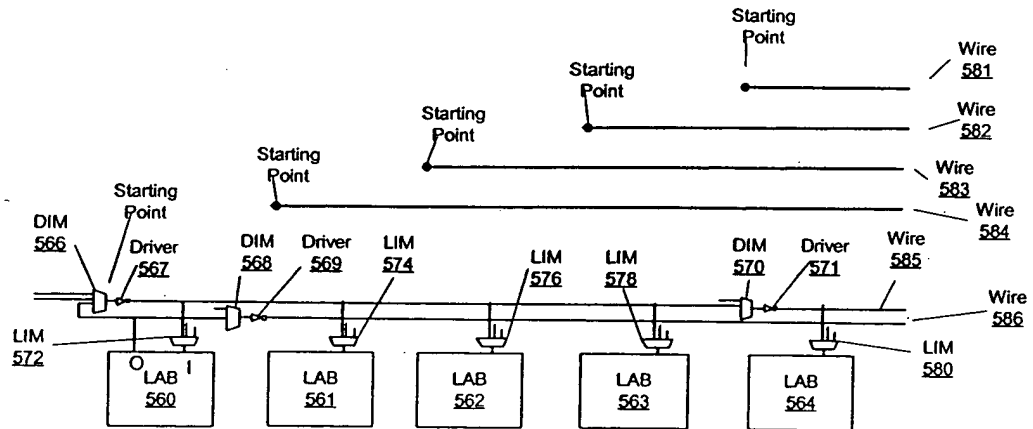 Starting
Point
Wire
581
Starting
Point
Wire
582
Starting
Point
Wire
583
Starting
Point
Wire
584
Starting
Point
DIM
566
Driver
567
DIM
568
Driver
569
LIM
574
LIM
576
LIM
578
DIM
570
Driver
571
Wire
585
Wire
586
LIM
572
LIM
580
O
I
LAB
560
LAB
561
LAB
562
LAB
563
LAB
564